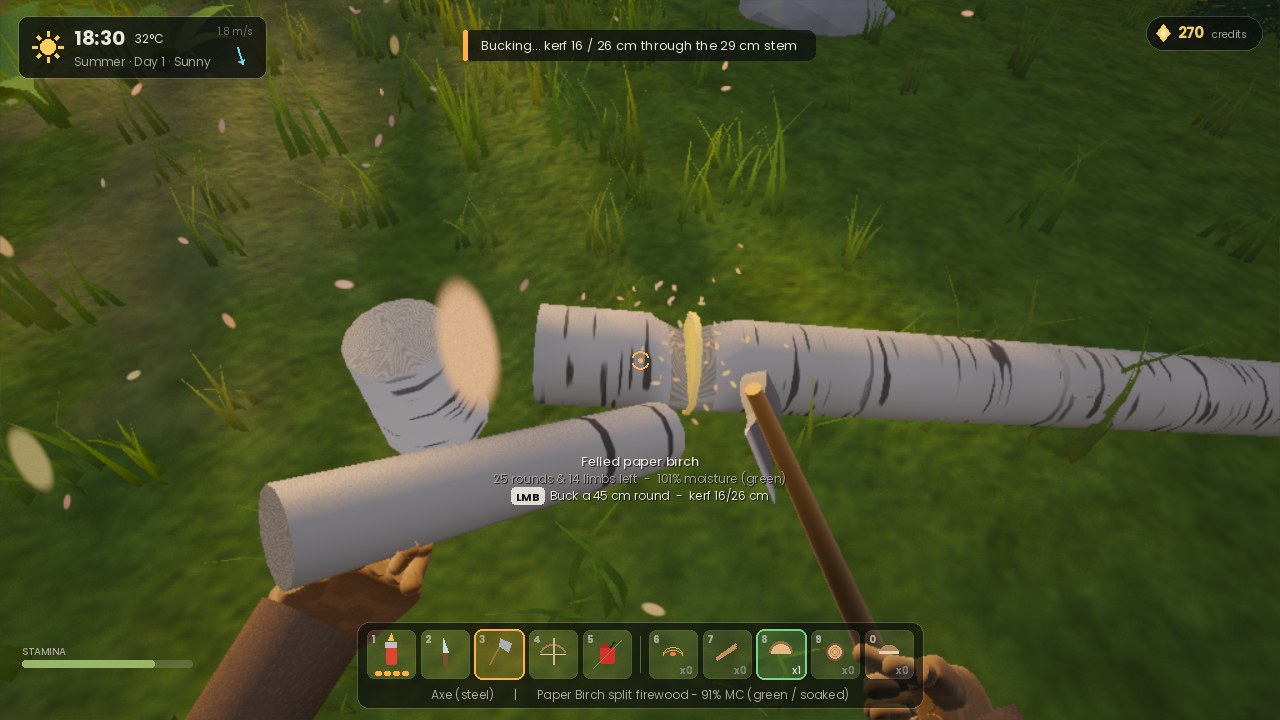 18:30 32°C 1.8 m/s
Summer · Day 1 · Sunny
Bucking... kerf 16 / 26 cm through the 29 cm stem
270 credits
Felled paper birch
25 rounds & 14 limbs left - 101% moisture (green)
LMB Buck a 45 cm round - kerf 16/26 cm
STAMINA
1 2 3 4 5 6 7 8 9 0
x0 x0 x1 x0 x0
Axe (steel) | Paper Birch split firewood - 91% MC (green / soaked)